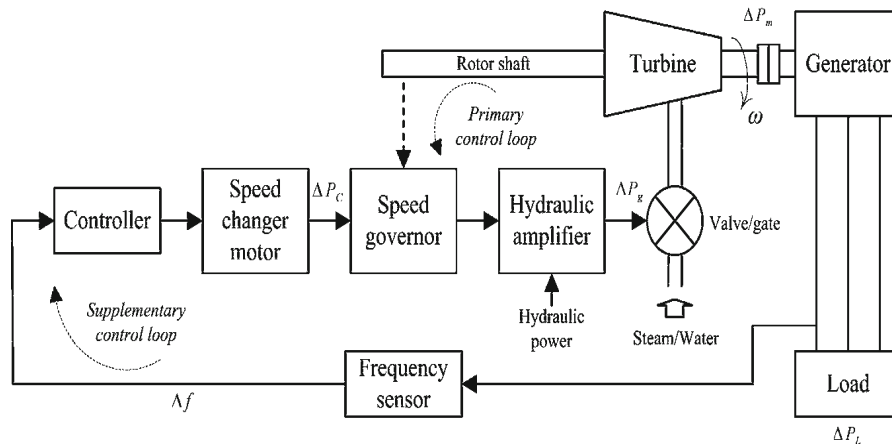 ΔP_m
Rotor shaft
Turbine
Generator
ω
Primary
control loop
Controller
Speed
changer
motor
ΔP_C
Speed
governor
Hydraulic
amplifier
ΔP_g
Valve/gate
Supplementary
control loop
Hydraulic
power
Steam/Water
Frequency
sensor
Δf
Load
ΔP_L